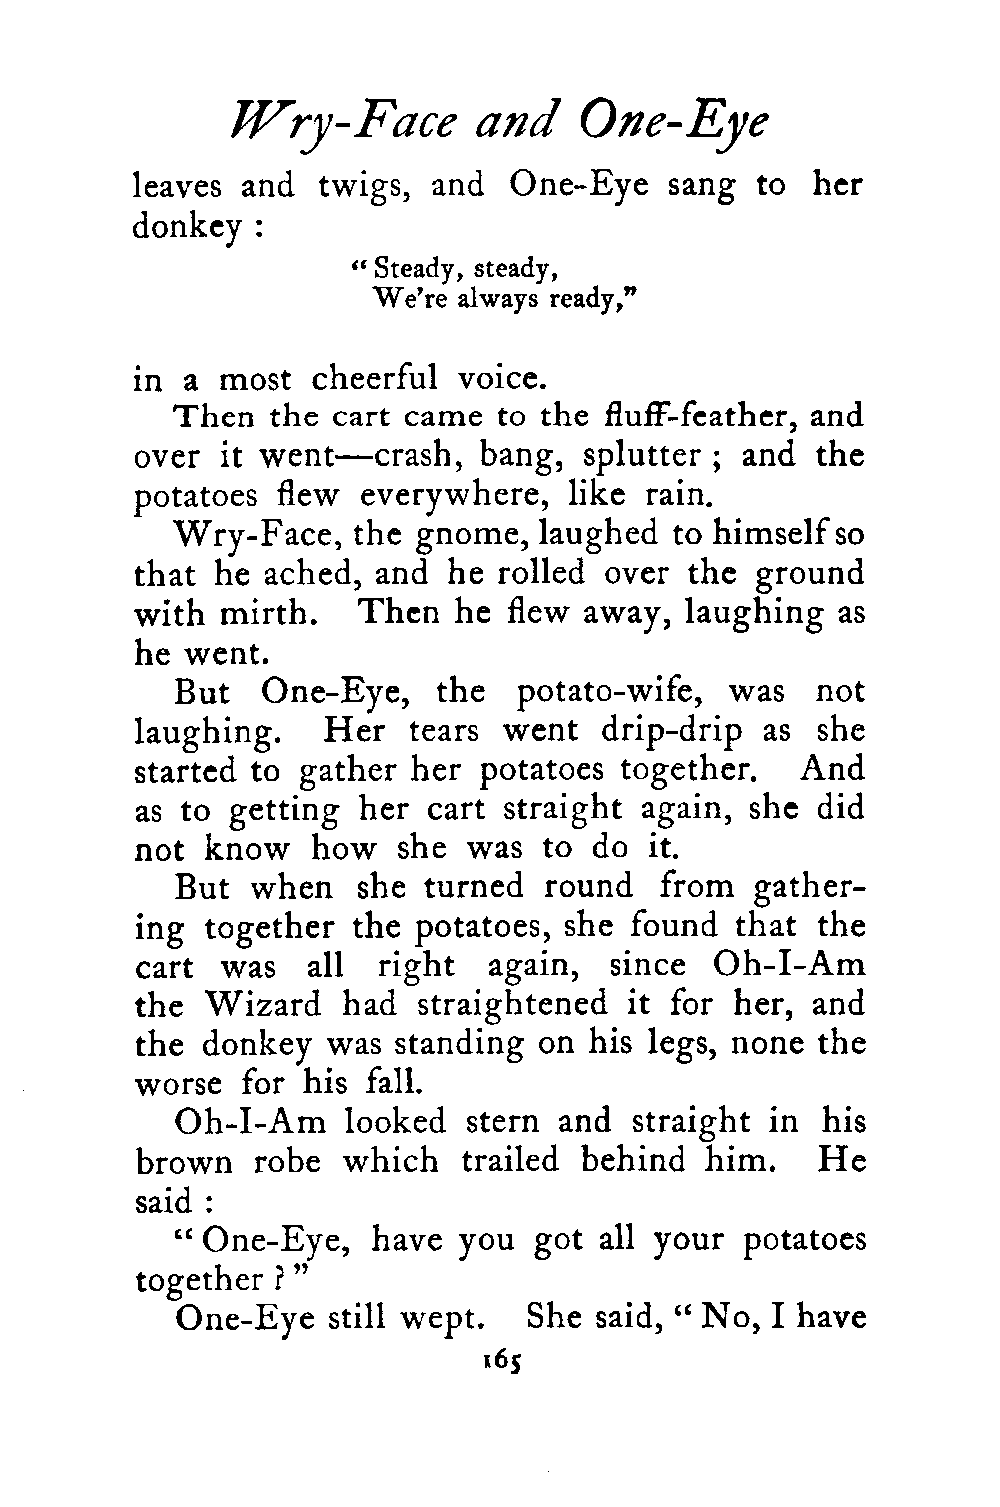 Wry-Face and One-Eye
leaves and twigs, and One-Eye sang to her
donkey :
“ Steady, steady,
We're always ready,”
in a most cheerful voice.
Then the cart came to the fluff-feather, and
over it went—crash, bang, splutter ; and the
potatoes flew everywhere, like rain.
Wry-Face, the gnome, laughed to himself so
that he ached, and he rolled over the ground
with mirth. Then he flew away, laughing as
he went.
But One-Eye, the potato-wife, was not
laughing. Her tears went drip-drip as she
started to gather her potatoes together. And
as to getting her cart straight again, she did
not know how she was to do it.
But when she turned round from gather-
ing together the potatoes, she found that the
cart was all right again, since Oh-I-Am
the Wizard had straightened it for her, and
the donkey was standing on his legs, none the
worse for his fall.
Oh-I-Am looked stern and straight in his
brown robe which trailed behind him. He
said :
“ One-Eye, have you got all your potatoes
together ? ”
One-Eye still wept. She said, “ No, I have
165